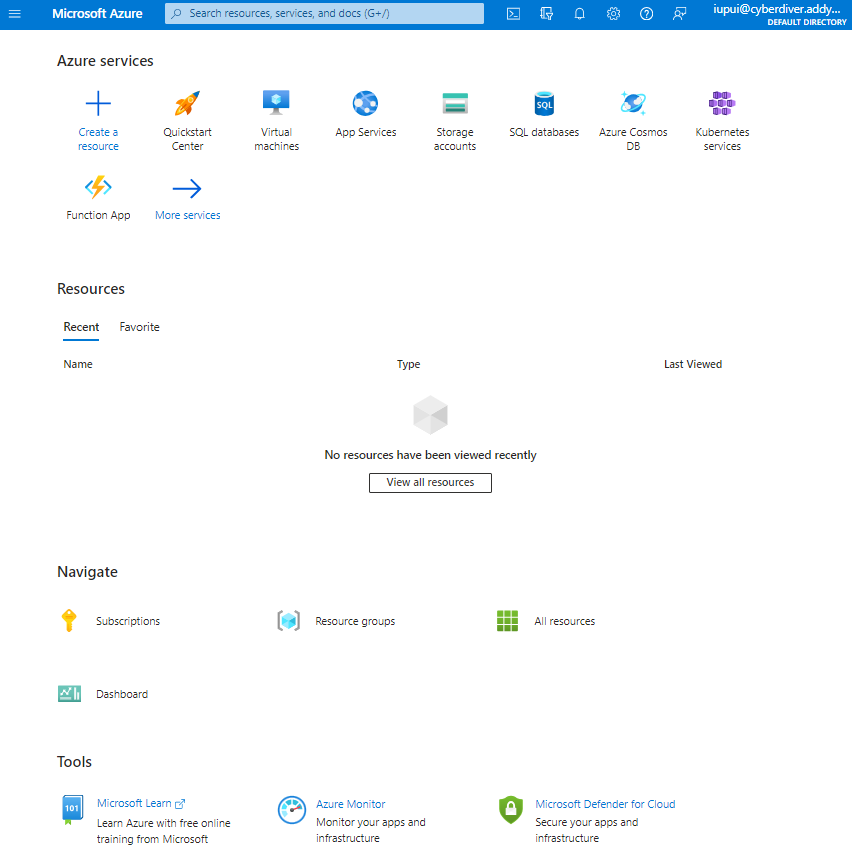 Microsoft Azure
Search resources, services, and docs (G+/)
iupui@cyberdiver.addy...
DEFAULT DIRECTORY
Azure services
Create a
resource
Quickstart
Center
Virtual
machines
App Services
Storage
accounts
SQL
SQL databases
Azure Cosmos
DB
Kubernetes
services
Function App
More services
Resources
Recent
Favorite
Name
Type
Last Viewed
No resources have been viewed recently
View all resources
Navigate
Subscriptions
Resource groups
All resources
Dashboard
Tools
101
Microsoft Learn
Learn Azure with free online
training from Microsoft
Azure Monitor
Monitor your apps and
infrastructure
Microsoft Defender for Cloud
Secure your apps and
infrastructure